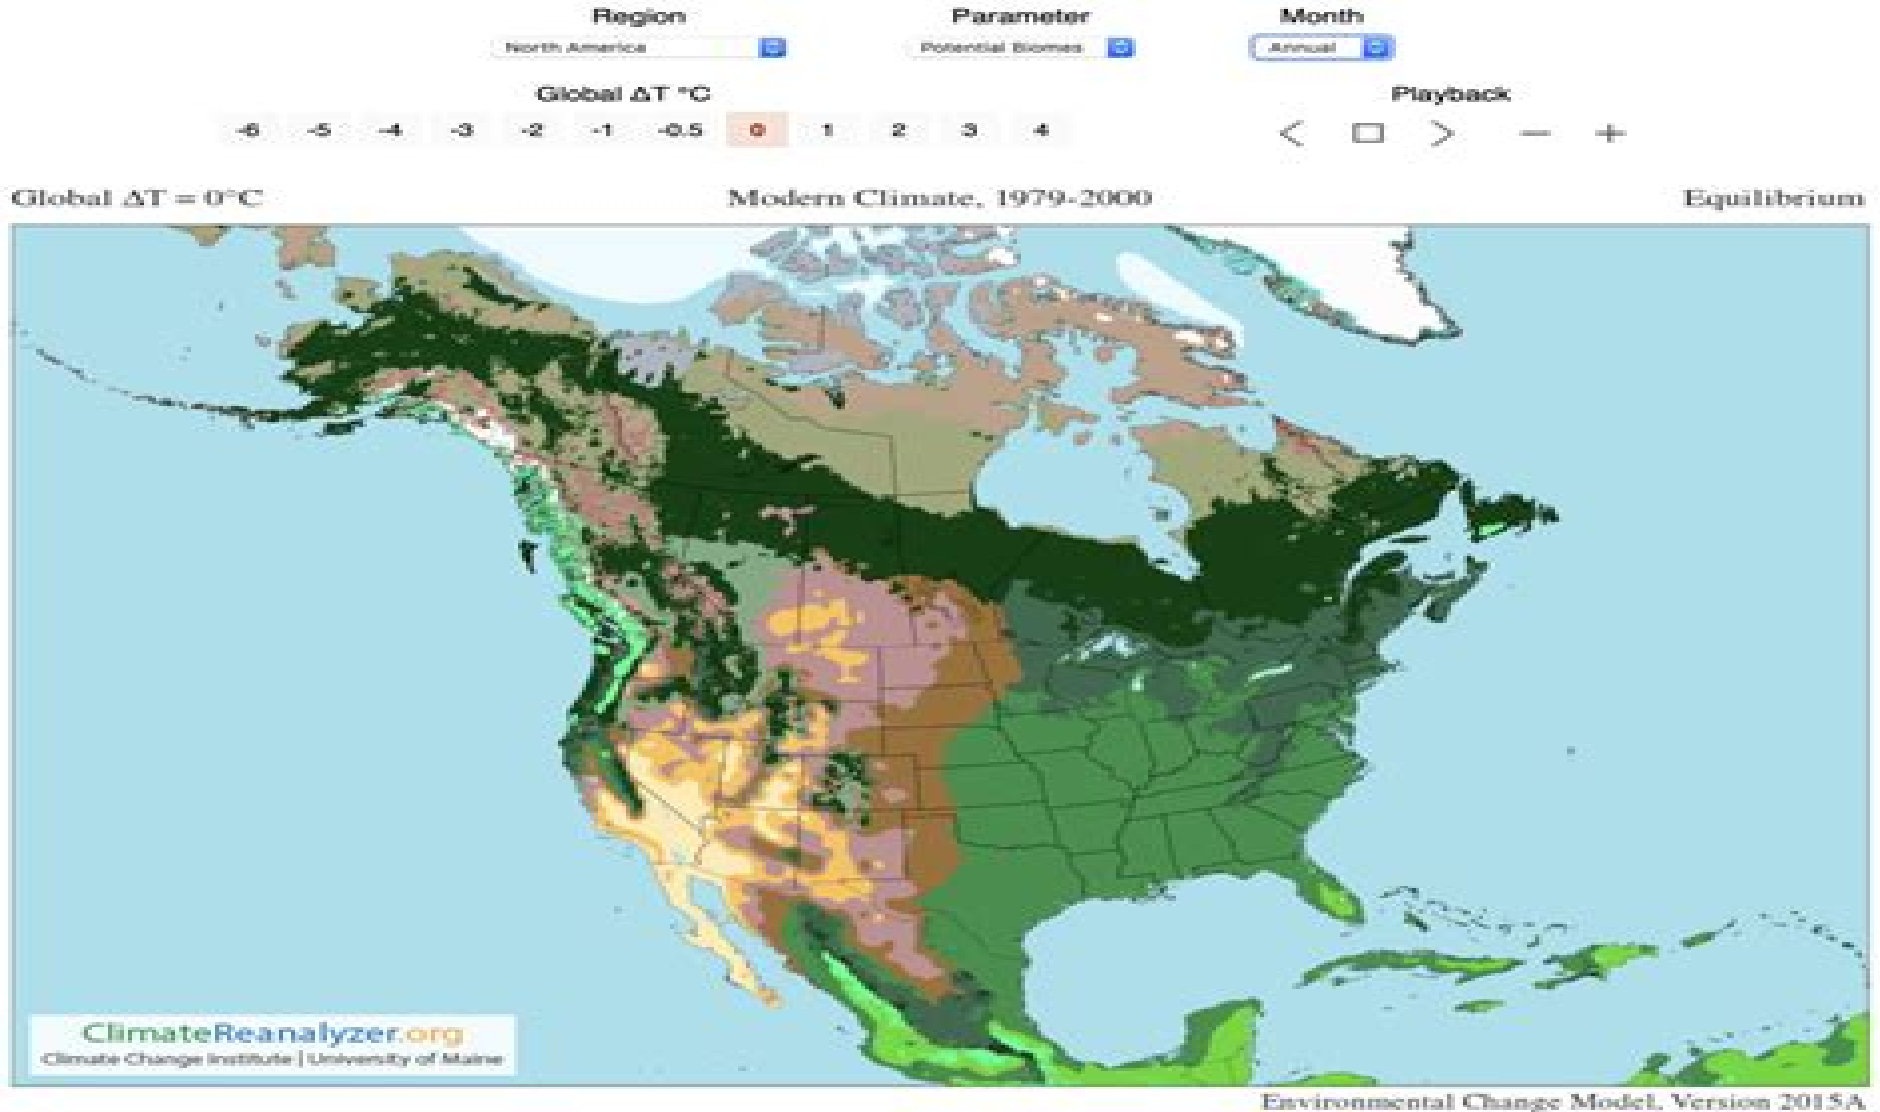 Region Parameter Month
North America Potential Biomes Annual
Global ΔT °C Playback
-6 -5 -4 -3 -2 -1 -0.5 0 1 2 3 4
Global ΔT = 0°C Modern Climate, 1979-2000 Equilibrium
ClimateReanalyzer.org
Climate Change Institute | University of Maine
Environmental Change Model, Version 2015A